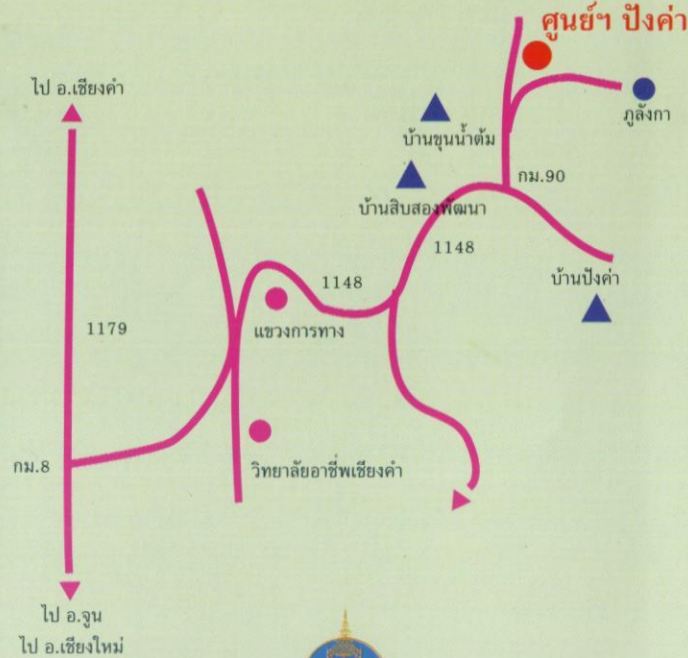 ศูนย์ฯ ปังค่า
ไป อ.เชียงคำ
ภูลังกา
บ้านขุนน้ำต้ม
กม.90
บ้านสิบสองพัฒนา
1148
บ้านปังค่า
1148
1179
แขวงการทาง
กม.8
วิทยาลัยอาชีพเชียงคำ
ไป อ.จูน
ไป อ.เชียงใหม่